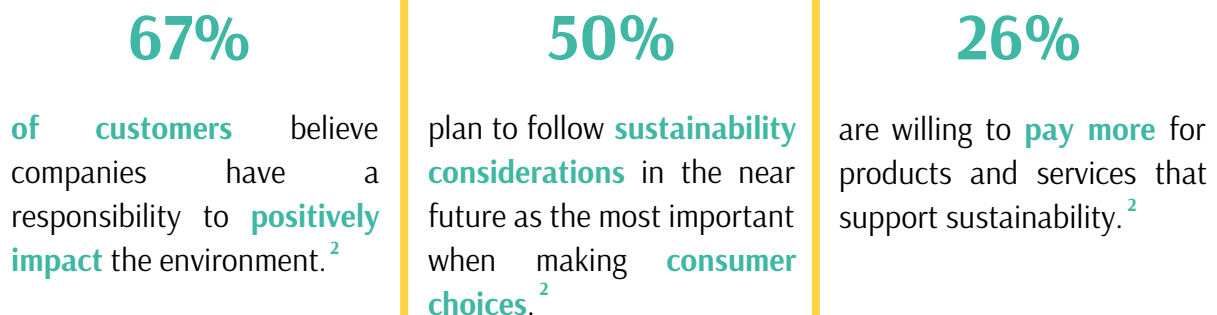 67%
of customers believe
companies have a
responsibility to positively
impact the environment. 2
50%
plan to follow sustainability
considerations in the near
future as the most important
when making consumer
choices. 2
26%
are willing to pay more for
products and services that
support sustainability. 2